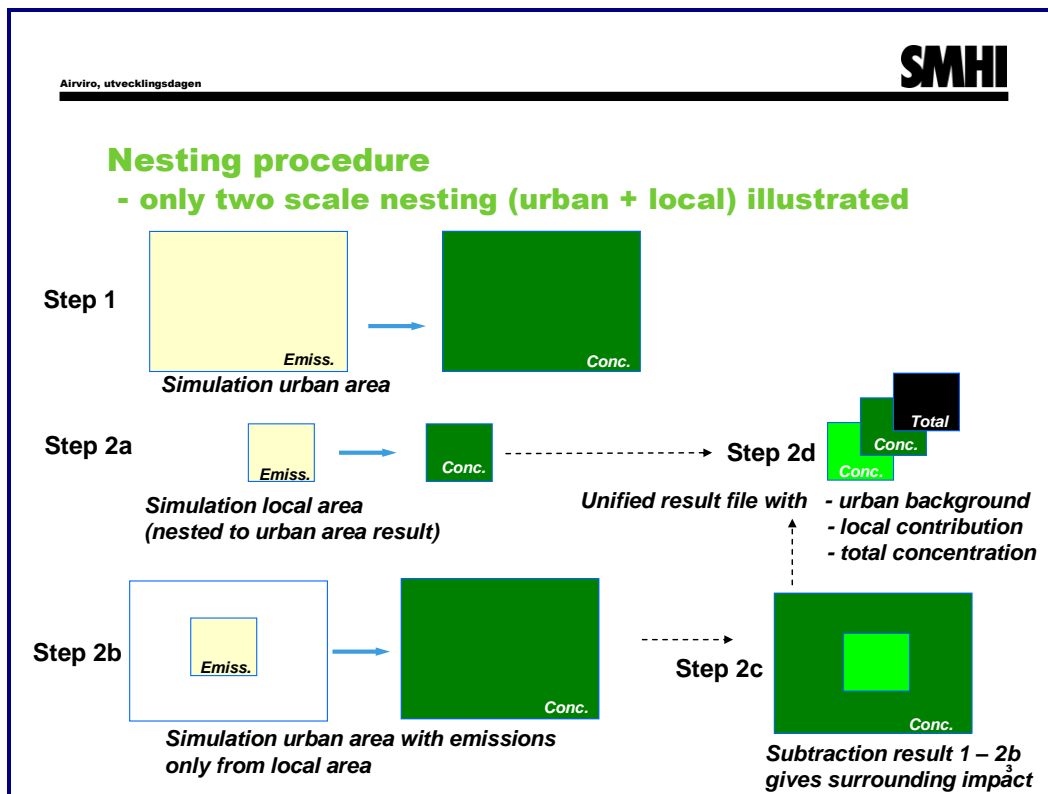 Airviro, utvecklingsdagen
SMHI
Nesting procedure
- only two scale nesting (urban + local) illustrated
Step 1
Emiss.
Conc.
Simulation urban area
Step 2a
Emiss.
Conc.
Simulation local area
(nested to urban area result)
Step 2d
Total
Conc.
Conc.
Unified result file with - urban background
- local contribution
- total concentration
Step 2b
Emiss.
Conc.
Simulation urban area with emissions
only from local area
Step 2c
Conc.
Subtraction result 1 – 2b
gives surrounding impact
3